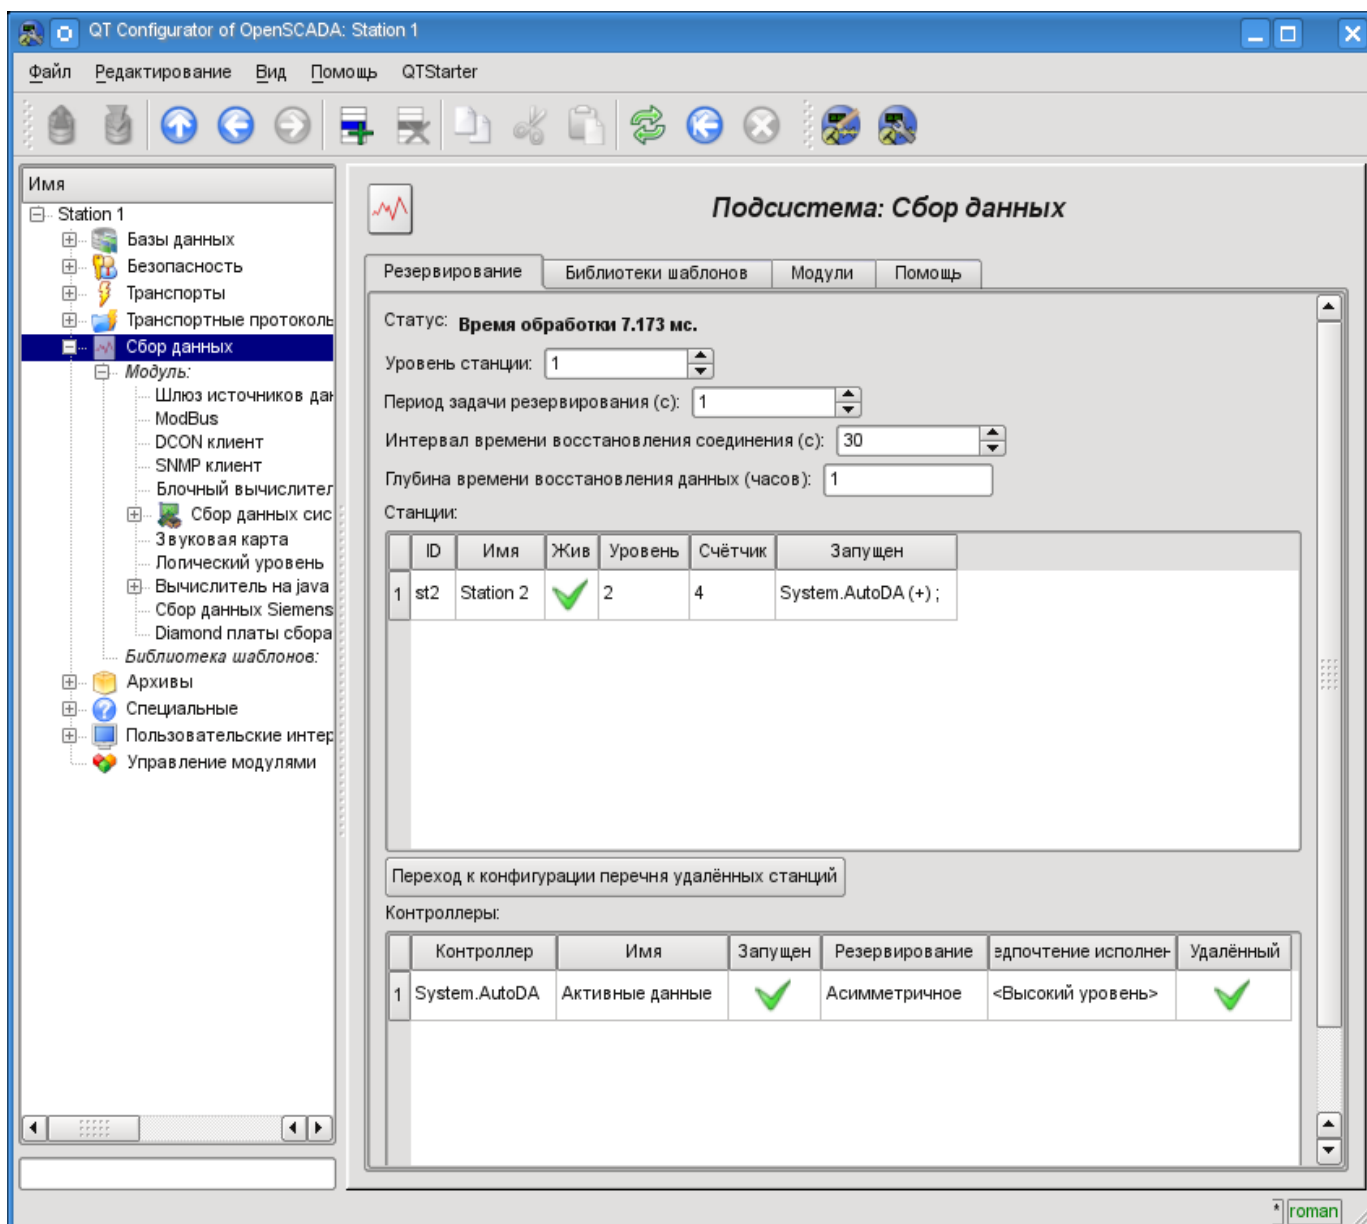 QT Configurator of OpenSCADA: Station 1
Файл Редактирование Вид Помощь QTStarter
Имя
Station 1
Базы данных
Безопасность
Транспорты
Транспортные протоколь
Сбор данных
Модуль:
Шлюз источников дан
ModBus
DCON клиент
SNMP клиент
Блочный вычислител
Сбор данных сис
Звуковая карта
Логический уровень
Вычислитель на java
Сбор данных Siemens
Diamond платы сбора
Библиотека шаблонов:
Архивы
Специальные
Пользовательские интер
Управление модулями
Подсистема: Сбор данных
Резервирование Библиотеки шаблонов Модули Помощь
Статус: Время обработки 7.173 мс.
Уровень станции: 1
Период задачи резервирования (с): 1
Интервал времени восстановления соединения (с): 30
Глубина времени восстановления данных (часов): 1
Станции:
ID Имя Жив Уровень Счётчик Запущен
1 st2 Station 2 2 4 System.AutoDA (+) ;
Переход к конфигурации перечня удалённых станций
Контроллеры:
Контроллер Имя Запущен Резервирование едпочтение исполнен Удалённый
1 System.AutoDA Активные данные Асимметричное <Высокий уровень>
* roman